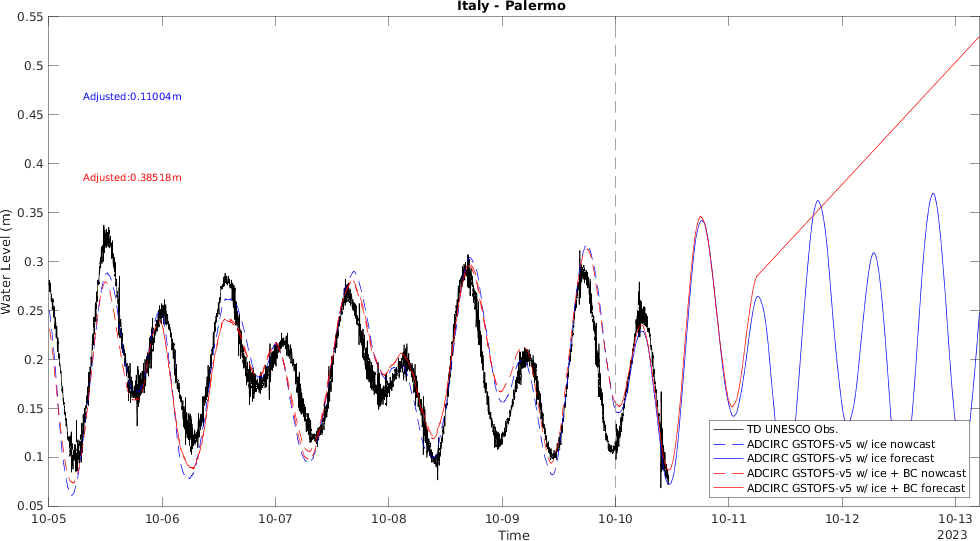 Italy - Palermo
0.55
0.5
0.45
0.4
0.35
0.3
0.25
0.2
0.15
0.1
0.05
Water Level (m)
Adjusted:0.11004m
Adjusted:0.38518m
TD UNESCO Obs.
ADCIRC GSTOFS-v5 w/ ice nowcast
ADCIRC GSTOFS-v5 w/ ice forecast
ADCIRC GSTOFS-v5 w/ ice + BC nowcast
ADCIRC GSTOFS-v5 w/ ice + BC forecast
10-05 10-06 10-07 10-08 10-09 10-10 10-11 10-12 10-13
2023
Time